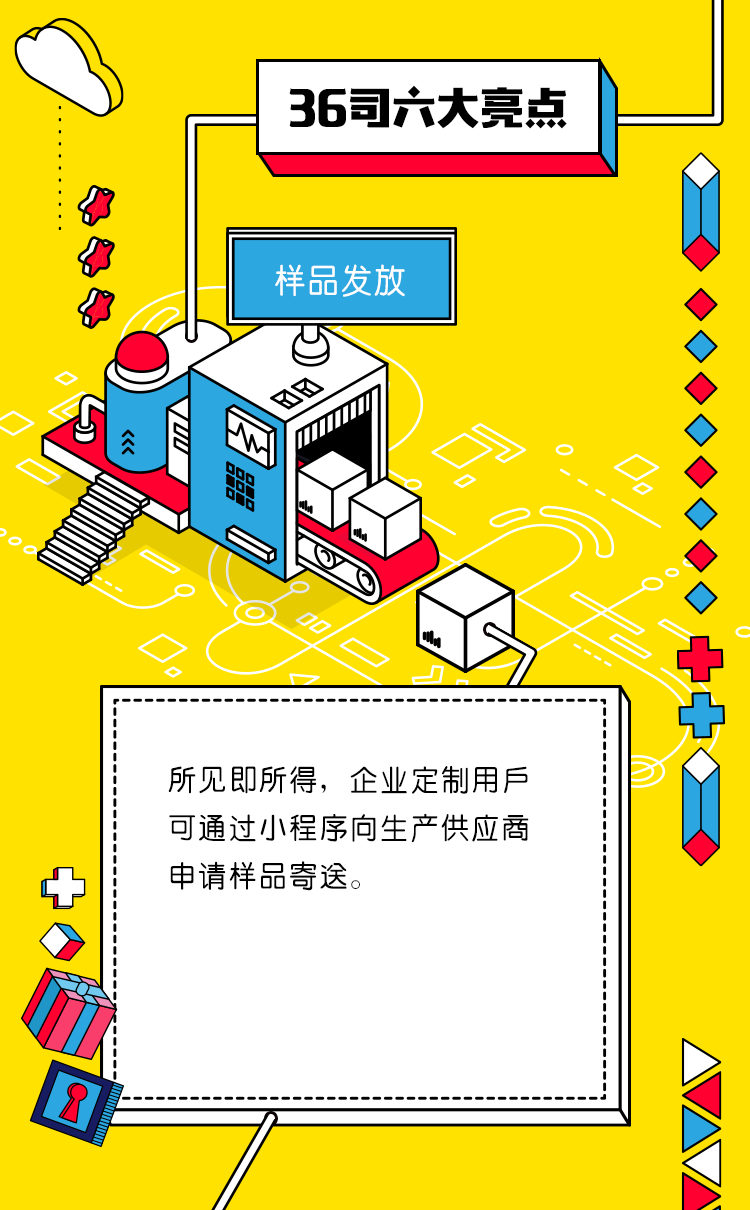 36司六大亮点
样品发放
所见即所得，企业定制用戶
可通过小程序向生产供应商
申请样品寄送。